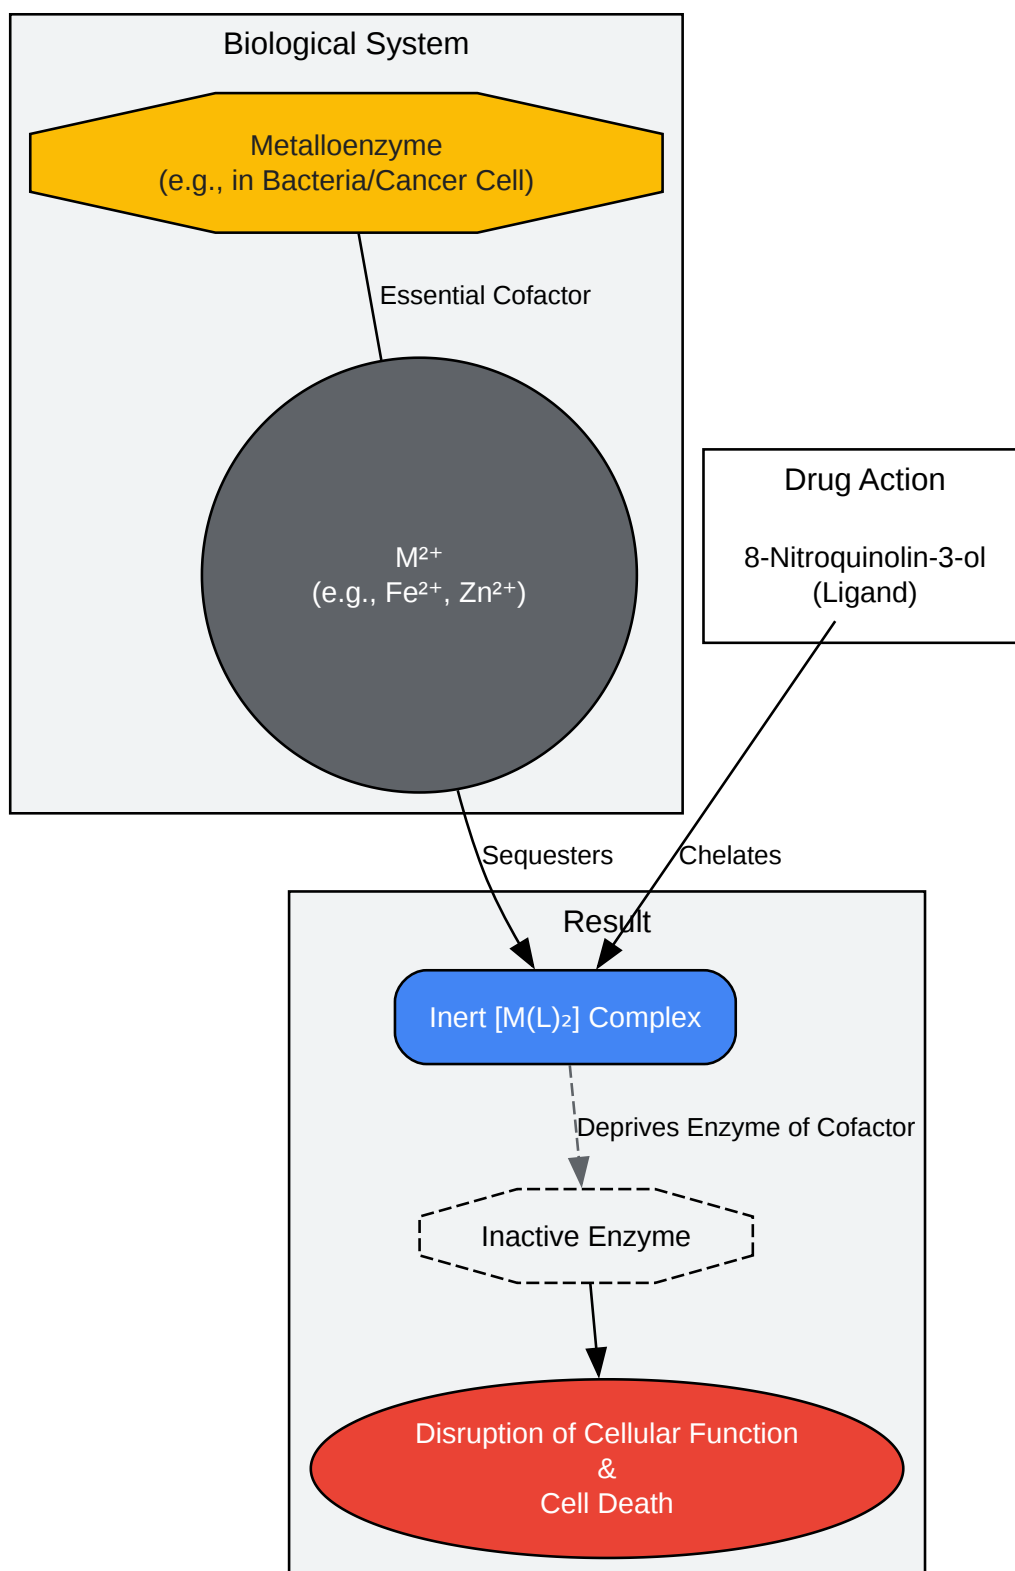 Biological System
Metalloenzyme
(e.g., in Bacteria/Cancer Cell)
Essential Cofactor
M²⁺
(e.g., Fe²⁺, Zn²⁺)
Drug Action
8-Nitroquinolin-3-ol
(Ligand)
Sequesters
Chelates
Result
Inert [M(L)₂] Complex
Deprives Enzyme of Cofactor
Inactive Enzyme
Disruption of Cellular Function
&
Cell Death